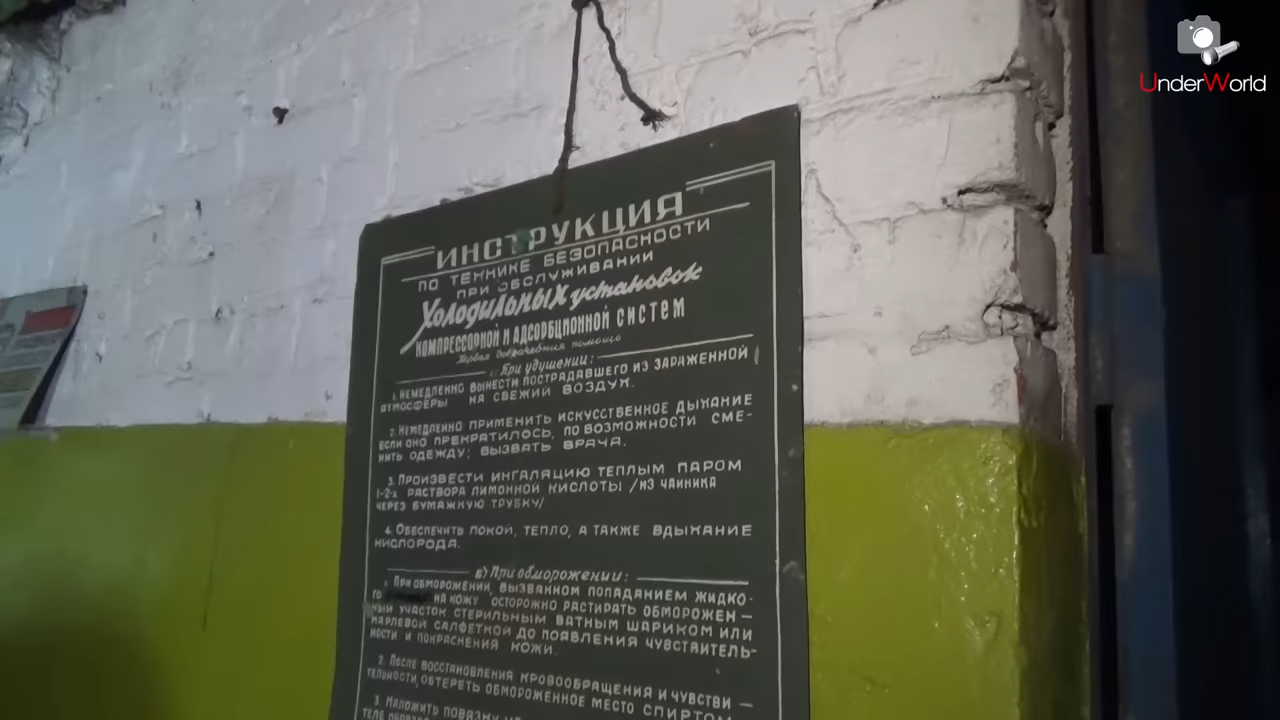 UnderWorld
ИНСТРУКЦИЯ
ПО ТЕХНИКЕ БЕЗОПАСНОСТИ
ПРИ ОБСЛУЖИВАНИИ
Холодильных установок
КОМПРЕССОРНОЙ И АДСОРБЦИОННОЙ СИСТЕМ
Первая доврачебная помощь
При удушении:
1. НЕМЕДЛЕННО ВЫНЕСТИ ПОСТРАДАВШЕГО ИЗ ЗАРАЖЕННОЙ
АТМОСФЕРЫ НА СВЕЖИЙ ВОЗДУХ.
2. НЕМЕДЛЕННО ПРИМЕНИТЬ ИСКУССТВЕННОЕ ДЫХАНИЕ
ЕСЛИ ОНО ПРЕКРАТИЛОСЬ, ПО ВОЗМОЖНОСТИ СМЕ-
НИТЬ ОДЕЖДУ; ВЫЗВАТЬ ВРАЧА.
3. ПРОИЗВЕСТИ ИНГАЛЯЦИЮ ТЕПЛЫМ ПАРОМ
1-2-х РАСТВОРА ЛИМОННОЙ КИСЛОТЫ /ИЗ ЧАЙНИКА
ЧЕРЕЗ БУМАЖНУЮ ТРУБКУ/
4. ОБЕСПЕЧИТЬ ПОКОЙ, ТЕПЛО, А ТАКЖЕ ВДЫХАНИЕ
КИСЛОРОДА.
в) При обморожении:
1. ПРИ ОБМОРОЖЕНИИ, ВЫЗВАННОМ ПОПАДАНИЕМ ЖИДКО-
ГО НА КОЖУ ОСТОРОЖНО РАСТИРАТЬ ОБМОРОЖЕН-
НЫЙ УЧАСТОК СТЕРИЛЬНЫМ ВАТНЫМ ШАРИКОМ ИЛИ
МАРЛЕВОЙ САЛФЕТКОЙ ДО ПОЯВЛЕНИЯ ЧУВСТВИТЕЛЬ-
НОСТИ И ПОКРАСНЕНИЯ КОЖИ.
2. ПОСЛЕ ВОССТАНОВЛЕНИЯ КРОВООБРАЩЕНИЯ И ЧУВСТВИ-
ТЕЛЬНОСТИ, ОБТЕРЕТЬ ОБМОРОЖЕННОЕ МЕСТО СПИРТОМ
3. НАЛОЖИТЬ ПОВЯЗКУ